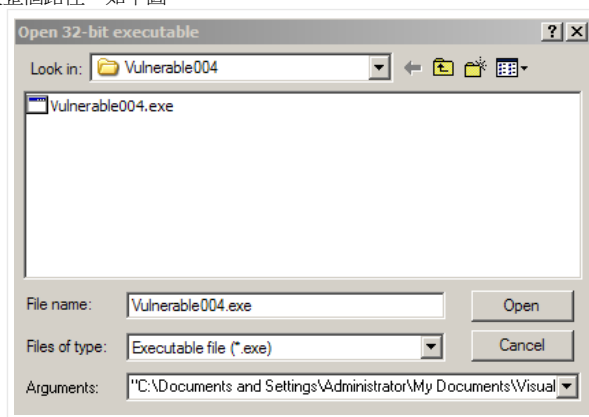 Open 32-bit executable
Look in: Vulnerable004
Vulnerable004.exe
File name: Vulnerable004.exe Open
Files of type: Executable file (*.exe) Cancel
Arguments: "C:\Documents and Settings\Administrator\My Documents\Visual